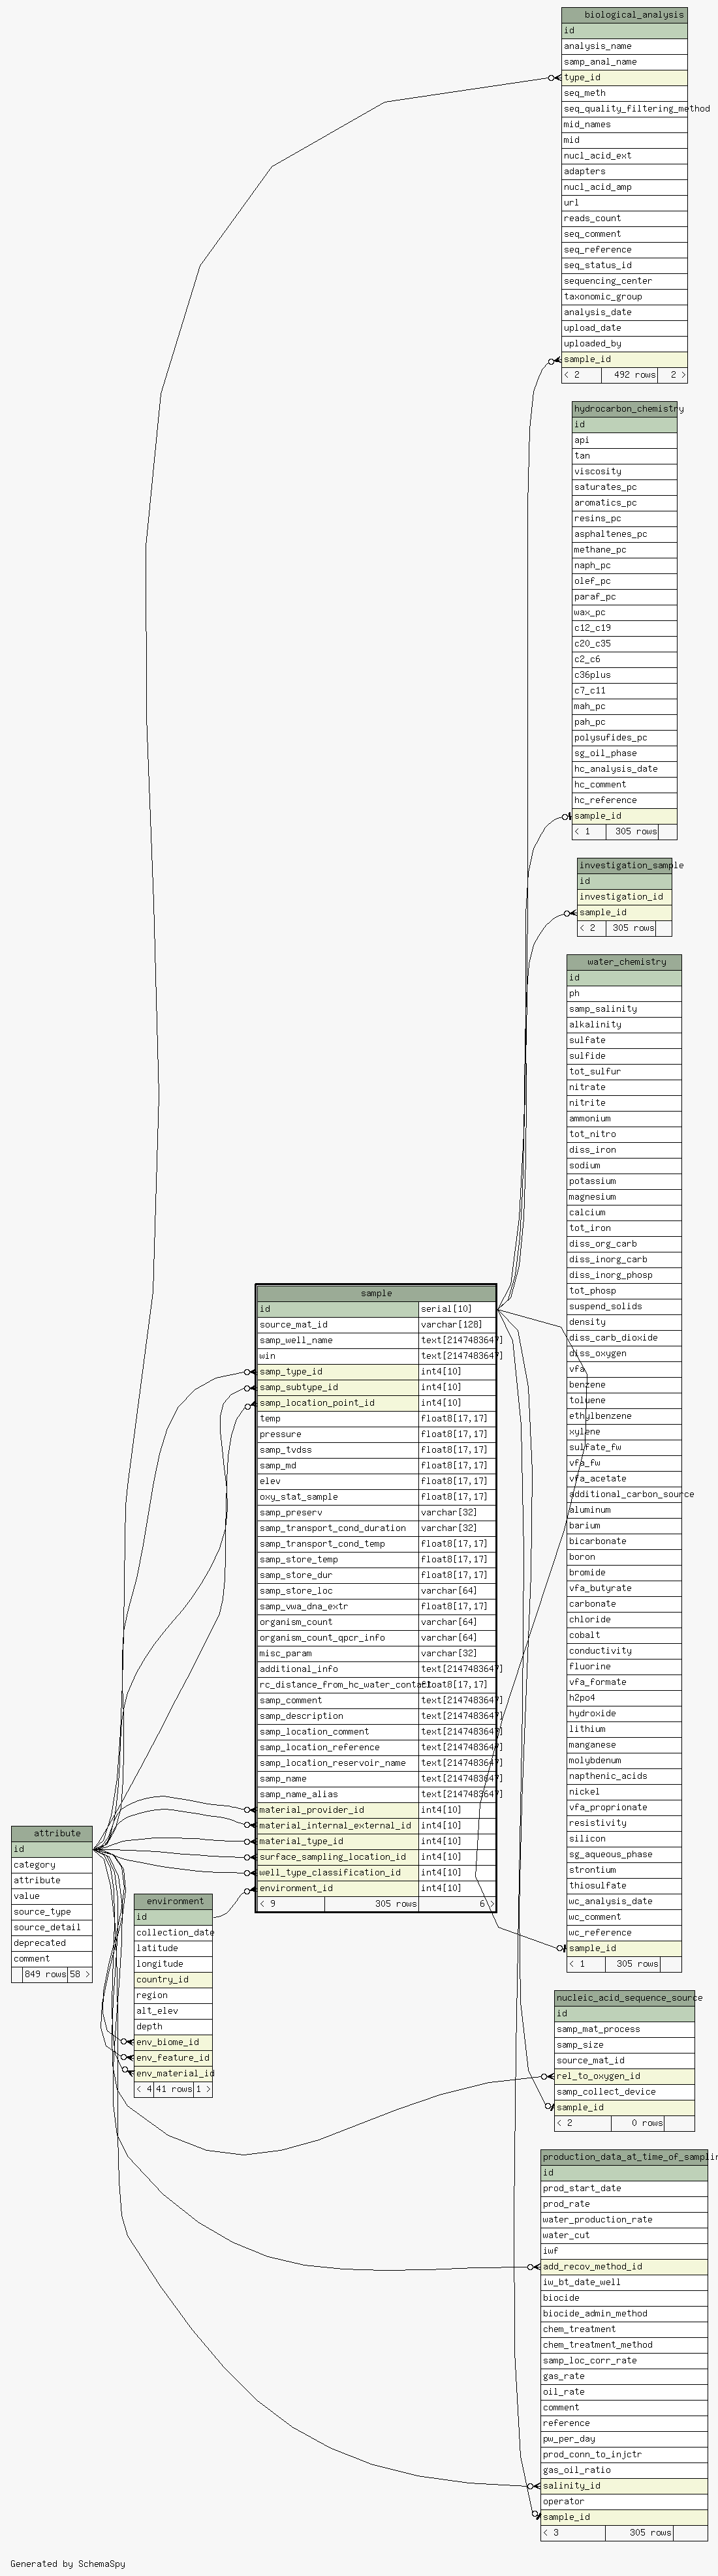 biological_analysis
id
analysis_name
samp_anal_name
type_id
seq_meth
seq_quality_filtering_method
mid_names
mid
nucl_acid_ext
adapters
nucl_acid_amp
url
reads_count
seq_comment
seq_reference
seq_status_id
sequencing_center
taxonomic_group
analysis_date
upload_date
uploaded_by
sample_id
< 2 492 rows 2 >
hydrocarbon_chemistry
id
api
tan
viscosity
saturates_pc
aromatics_pc
resins_pc
asphaltenes_pc
methane_pc
naph_pc
olef_pc
paraf_pc
wax_pc
c12_c19
c20_c35
c2_c6
c36plus
c7_c11
mah_pc
pah_pc
polysufides_pc
sg_oil_phase
hc_analysis_date
hc_comment
hc_reference
sample_id
< 1 305 rows
investigation_sample
id
investigation_id
sample_id
< 2 305 rows
water_chemistry
id
ph
samp_salinity
alkalinity
sulfate
sulfide
tot_sulfur
nitrate
nitrite
ammonium
tot_nitro
diss_iron
sodium
potassium
magnesium
calcium
tot_iron
diss_org_carb
diss_inorg_carb
diss_inorg_phosp
tot_phosp
suspend_solids
density
diss_carb_dioxide
diss_oxygen
vfa
benzene
toluene
ethylbenzene
xylene
sulfate_fw
vfa_fw
vfa_acetate
additional_carbon_source
aluminum
barium
bicarbonate
boron
bromide
vfa_butyrate
carbonate
chloride
cobalt
conductivity
fluorine
vfa_formate
h2po4
hydroxide
lithium
manganese
molybdenum
napthenic_acids
nickel
vfa_proprionate
resistivity
silicon
sg_aqueous_phase
strontium
thiosulfate
wc_analysis_date
wc_comment
wc_reference
sample_id
< 1 305 rows
sample
id serial[10]
source_mat_id varchar[128]
samp_well_name text[2147483647]
win text[2147483647]
samp_type_id int4[10]
samp_subtype_id int4[10]
samp_location_point_id int4[10]
temp float8[17,17]
pressure float8[17,17]
samp_tvdss float8[17,17]
samp_md float8[17,17]
elev float8[17,17]
oxy_stat_sample float8[17,17]
samp_preserv varchar[32]
samp_transport_cond_duration varchar[32]
samp_transport_cond_temp float8[17,17]
samp_store_temp float8[17,17]
samp_store_dur float8[17,17]
samp_store_loc varchar[64]
samp_vwa_dna_extr float8[17,17]
organism_count varchar[64]
organism_count_qpcr_info varchar[64]
misc_param varchar[32]
additional_info text[2147483647]
rc_distance_from_hc_water_contact float8[17,17]
samp_comment text[2147483647]
samp_description text[2147483647]
samp_location_comment text[2147483647]
samp_location_reference text[2147483647]
samp_location_reservoir_name text[2147483647]
samp_name text[2147483647]
samp_name_alias text[2147483647]
material_provider_id int4[10]
material_internal_external_id int4[10]
material_type_id int4[10]
surface_sampling_location_id int4[10]
well_type_classification_id int4[10]
environment_id int4[10]
< 9 305 rows 6 >
attribute
id
category
attribute
value
source_type
source_detail
deprecated
comment
849 rows 58 >
environment
id
collection_date
latitude
longitude
country_id
region
alt_elev
depth
env_biome_id
env_feature_id
env_material_id
< 4 41 rows 1 >
nucleic_acid_sequence_source
id
samp_mat_process
samp_size
source_mat_id
rel_to_oxygen_id
samp_collect_device
sample_id
< 2 0 rows
production_data_at_time_of_samplin
id
prod_start_date
prod_rate
water_production_rate
water_cut
iwf
add_recov_method_id
iw_bt_date_well
biocide
biocide_admin_method
chem_treatment
chem_treatment_method
samp_loc_corr_rate
gas_rate
oil_rate
comment
reference
pw_per_day
prod_conn_to_injctr
gas_oil_ratio
salinity_id
operator
sample_id
< 3 305 rows
Generated by SchemaSpy